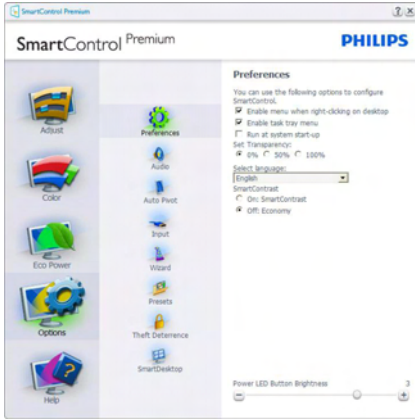 SmartControl Premium
SmartControl Premium
PHILIPS
Adjust
Color
Eco Power
Options
Help
Preferences
Audio
Auto Pivot
Input
Wizard
Presets
Theft Deterrence
SmartDesktop
Preferences
You can use the following options to configure
SmartControl.
Enable menu when right-clicking on desktop
Enable task tray menu
Run at system start-up
Set Transparency:
0% 50% 100%
Select language:
English
SmartContrast
On: SmartContrast
Off: Economy
Power LED Button Brightness 3